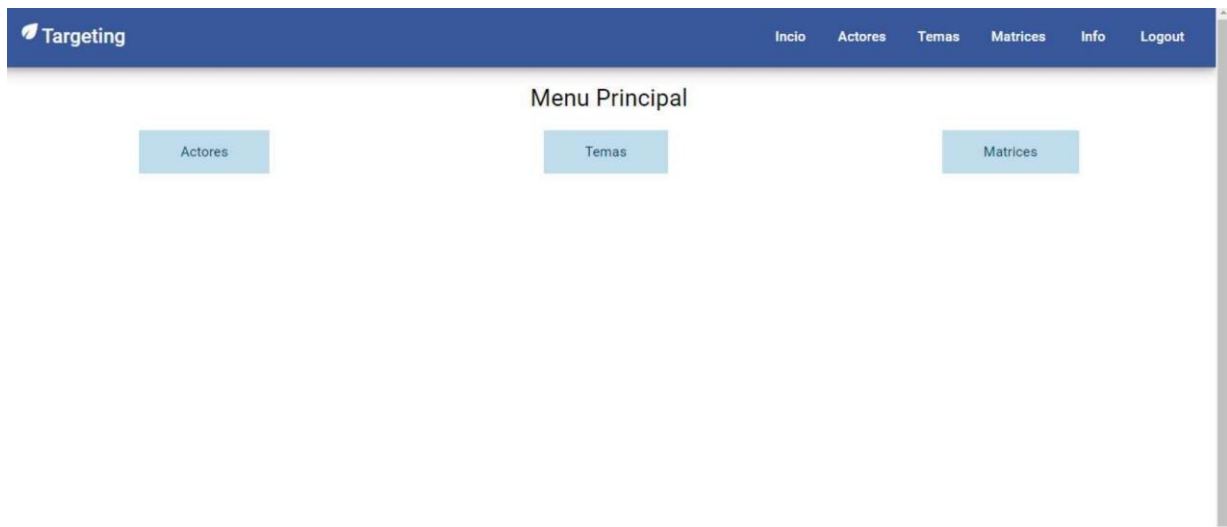 Targeting Incio Actores Temas Matrices Info Logout
Menu Principal
Actores Temas Matrices